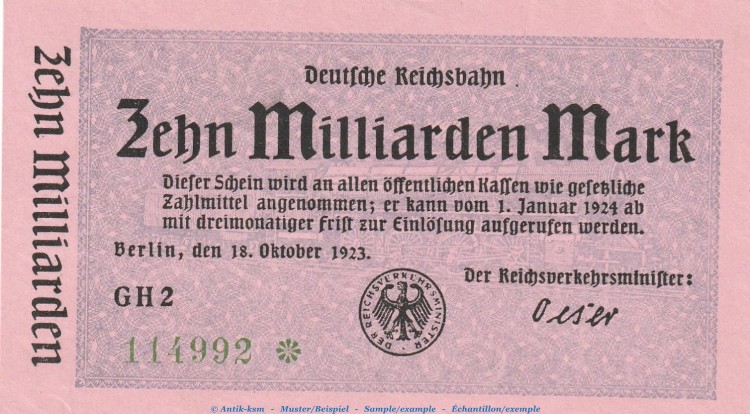 Zehn Milliarden
Deutsche Reichsbahn
Zehn Milliarden Mark
Dieser Schein wird an allen öffentlichen Kassen wie gesetzliche
Zahlmittel angenommen; er kann vom 1. Januar 1924 ab
mit dreimonatiger Frist zur Einlösung aufgerufen werden.
Berlin, den 18. Oktober 1923.
Der Reichsverkehrsminister:
GH2
DER REICHSVERKEHRSMINISTER
Oeser
114992 *
© Antik-ksm - Muster/Beispiel - Sample/example - Échantillon/exemple